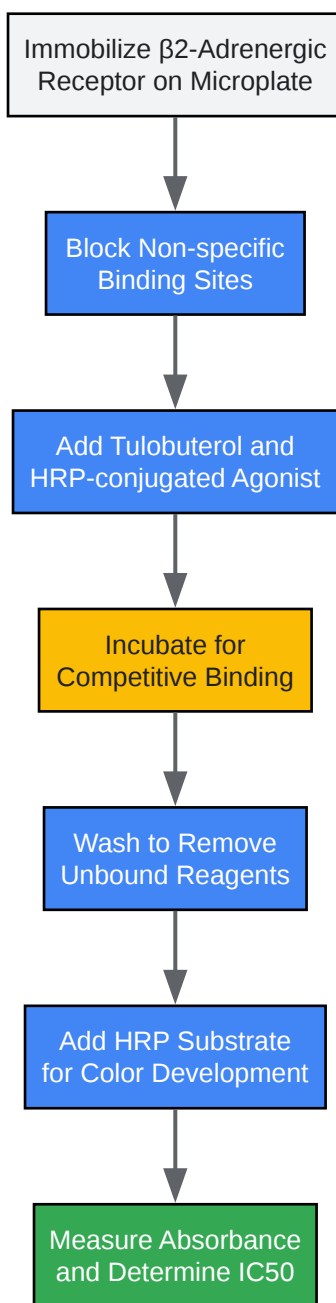 Immobilize β2-Adrenergic
Receptor on Microplate
Block Non-specific
Binding Sites
Add Tulobuterol and
HRP-conjugated Agonist
Incubate for
Competitive Binding
Wash to Remove
Unbound Reagents
Add HRP Substrate
for Color Development
Measure Absorbance
and Determine IC50